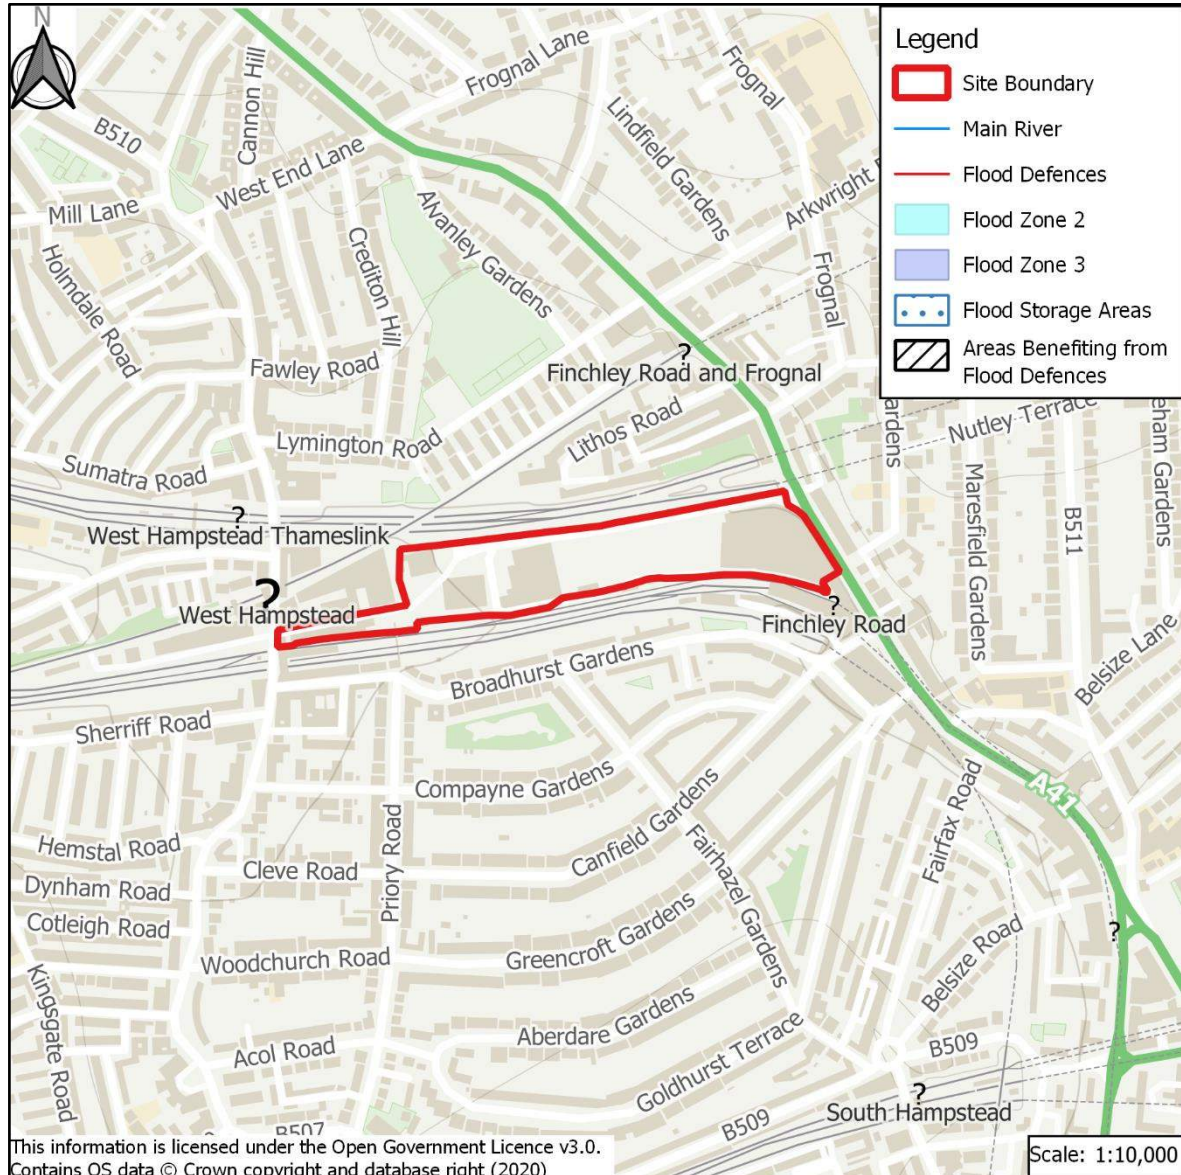 N
Legend
Site Boundary
Main River
Flood Defences
Flood Zone 2
Flood Zone 3
Flood Storage Areas
Areas Benefiting from
Flood Defences
B510
Cannon Hill
Frognal Lane
Frognal
Lindfield Gardens
West End Lane
Mill Lane
Holmdale Road
Crediton Hill
Alvanley Gardens
Arkwright
Frognal
Fawley Road
?
Finchley Road and Frognal
Lymington Road
Lithos Road
Gardens
Nutley Terrace
Sumatra Road
Maresfield Gardens
B511
eham Gardens
?
West Hampstead Thameslink
?
West Hampstead
?
Finchley Road
Broadhurst Gardens
Belsize Lane
Sherriff Road
Compayne Gardens
A41
Hemstal Road
Priory Road
Canfield Gardens
Fairhazel Gardens
Fairfax Road
Cleve Road
Dynham Road
Cotleigh Road
Greencroft Gardens
Belsize Road
?
Woodchurch Road
Kingsgate Road
Aberdare Gardens
Acol Road
Goldhurst Terrace
B509
?
South Hampstead
B507
B509
This information is licensed under the Open Government Licence v3.0.
Contains OS data © Crown copyright and database right (2020)
Scale: 1:10,000